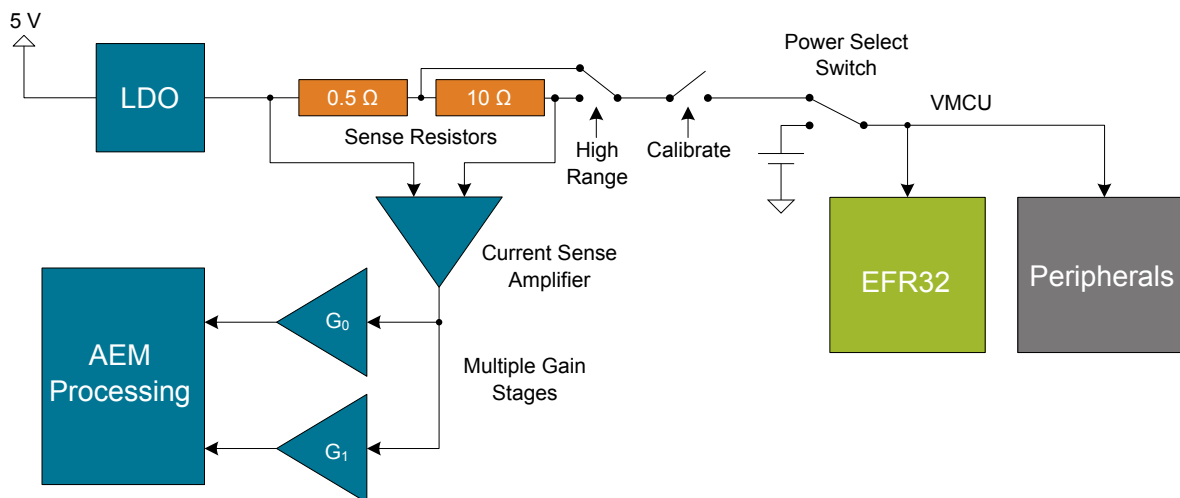 5 V
LDO
0.5 Ω
10 Ω
Sense Resistors
High
Range
Calibrate
Power Select
Switch
VMCU
Current Sense
Amplifier
EFR32
Peripherals
AEM
Processing
G₀
Multiple Gain
Stages
G₁